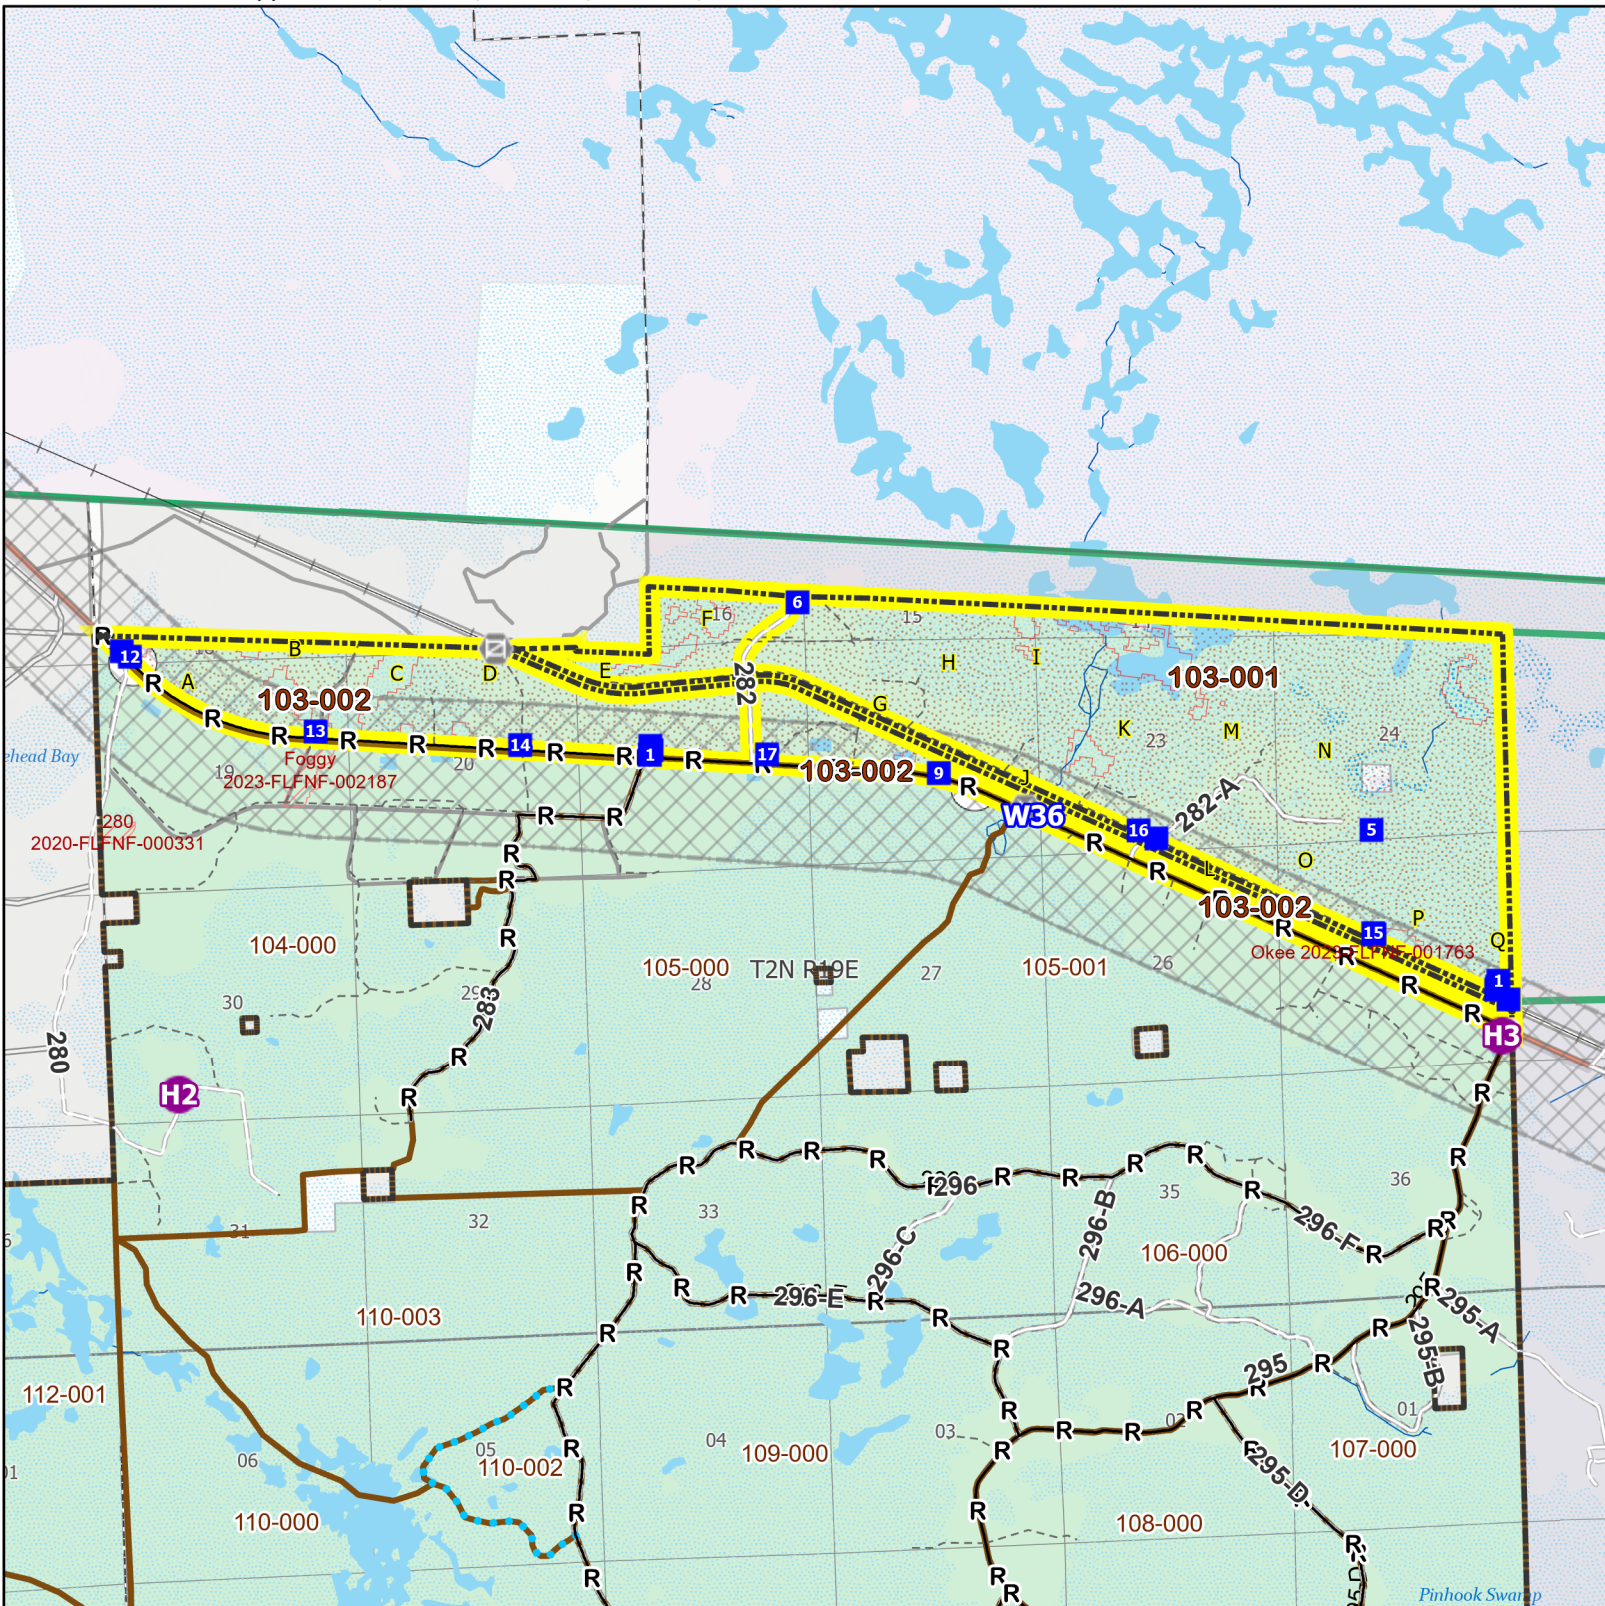 16
15
F
6
R
B
C
D
E
H
I
12
A
R
103-002
282
G
103-001
K
23
M
N
24
R
R
13
R
R
R
14
R
R
1
R
17
103-002
9
J
ehead Bay
Foggy
2023-FLFNF-002187
19
20
R
W36
16
282-A
5
280
2020-FLFNF-000331
R
R
R
R
R
L
O
103-002
P
15
Q
R
R
R
Okee 2023-FLFNF-001763
104-000
R
105-000
T2N R19E
28
27
105-001
26
30
29
283
R
1
R
H3
280
H2
R
R
R
R
R
R
R
R
296
R
R
R
R
35
R
36
31
32
33
R
296-C
296-B
106-000
296-F
R
R
R
R
R
R
296-E
R
R
296-A
R
295-A
110-003
R
R
R
R
295
R
295-B
112-001
R
R
R
R
R
R
02
01
107-000
06
05
110-002
R
04
109-000
03
R
295-D
110-000
R
R
108-000
R
R
R
R
Pinhook Swamp